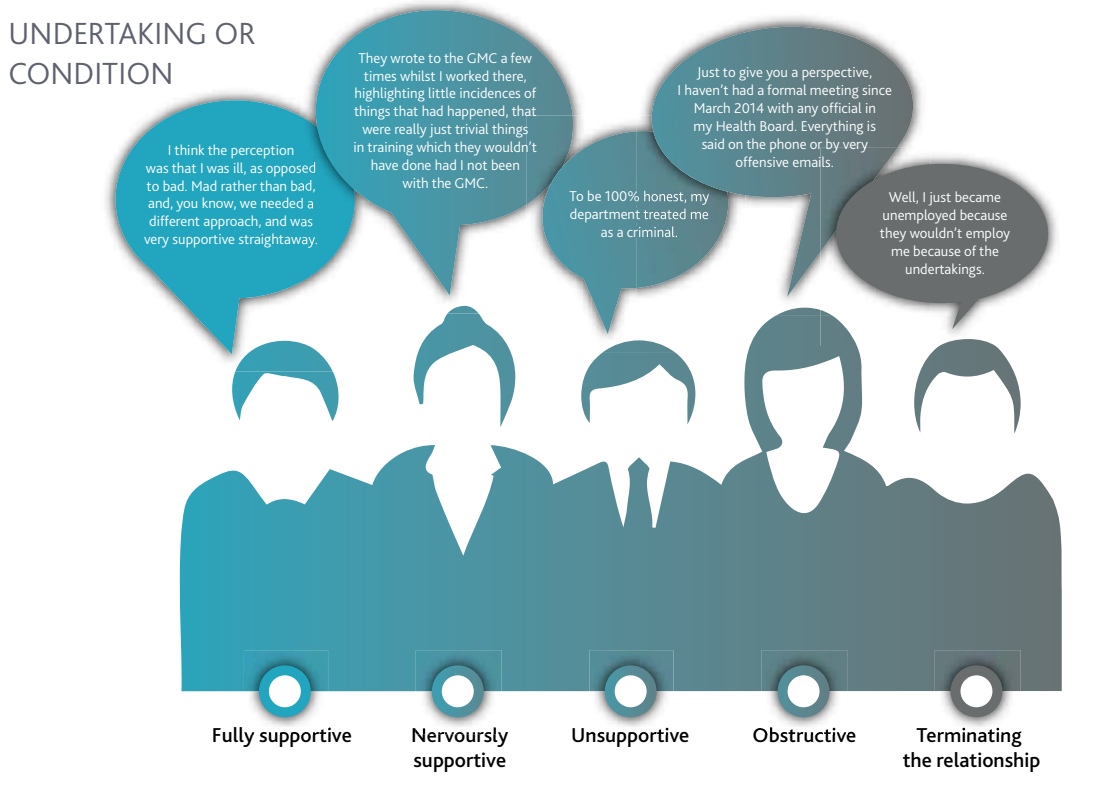 UNDERTAKING OR
CONDITION
I think the perception
was that I was ill, as opposed
to bad. Mad rather than bad,
and, you know, we needed a
different approach, and was
very supportive straightaway.
They wrote to the GMC a few
times whilst I worked there,
highlighting little incidences of
things that had happened, that
were really just trivial things
in training which they wouldn't
have done had I not been
with the GMC.
To be 100% honest, my
department treated me
as a criminal.
Just to give you a perspective,
I haven't had a formal meeting since
March 2014 with any official in
my Health Board. Everything is
said on the phone or by very
offensive emails.
Well, I just became
unemployed because
they wouldn't employ
me because of the
undertakings.
Fully supportive
Nervoursly
supportive
Unsupportive
Obstructive
Terminating
the relationship